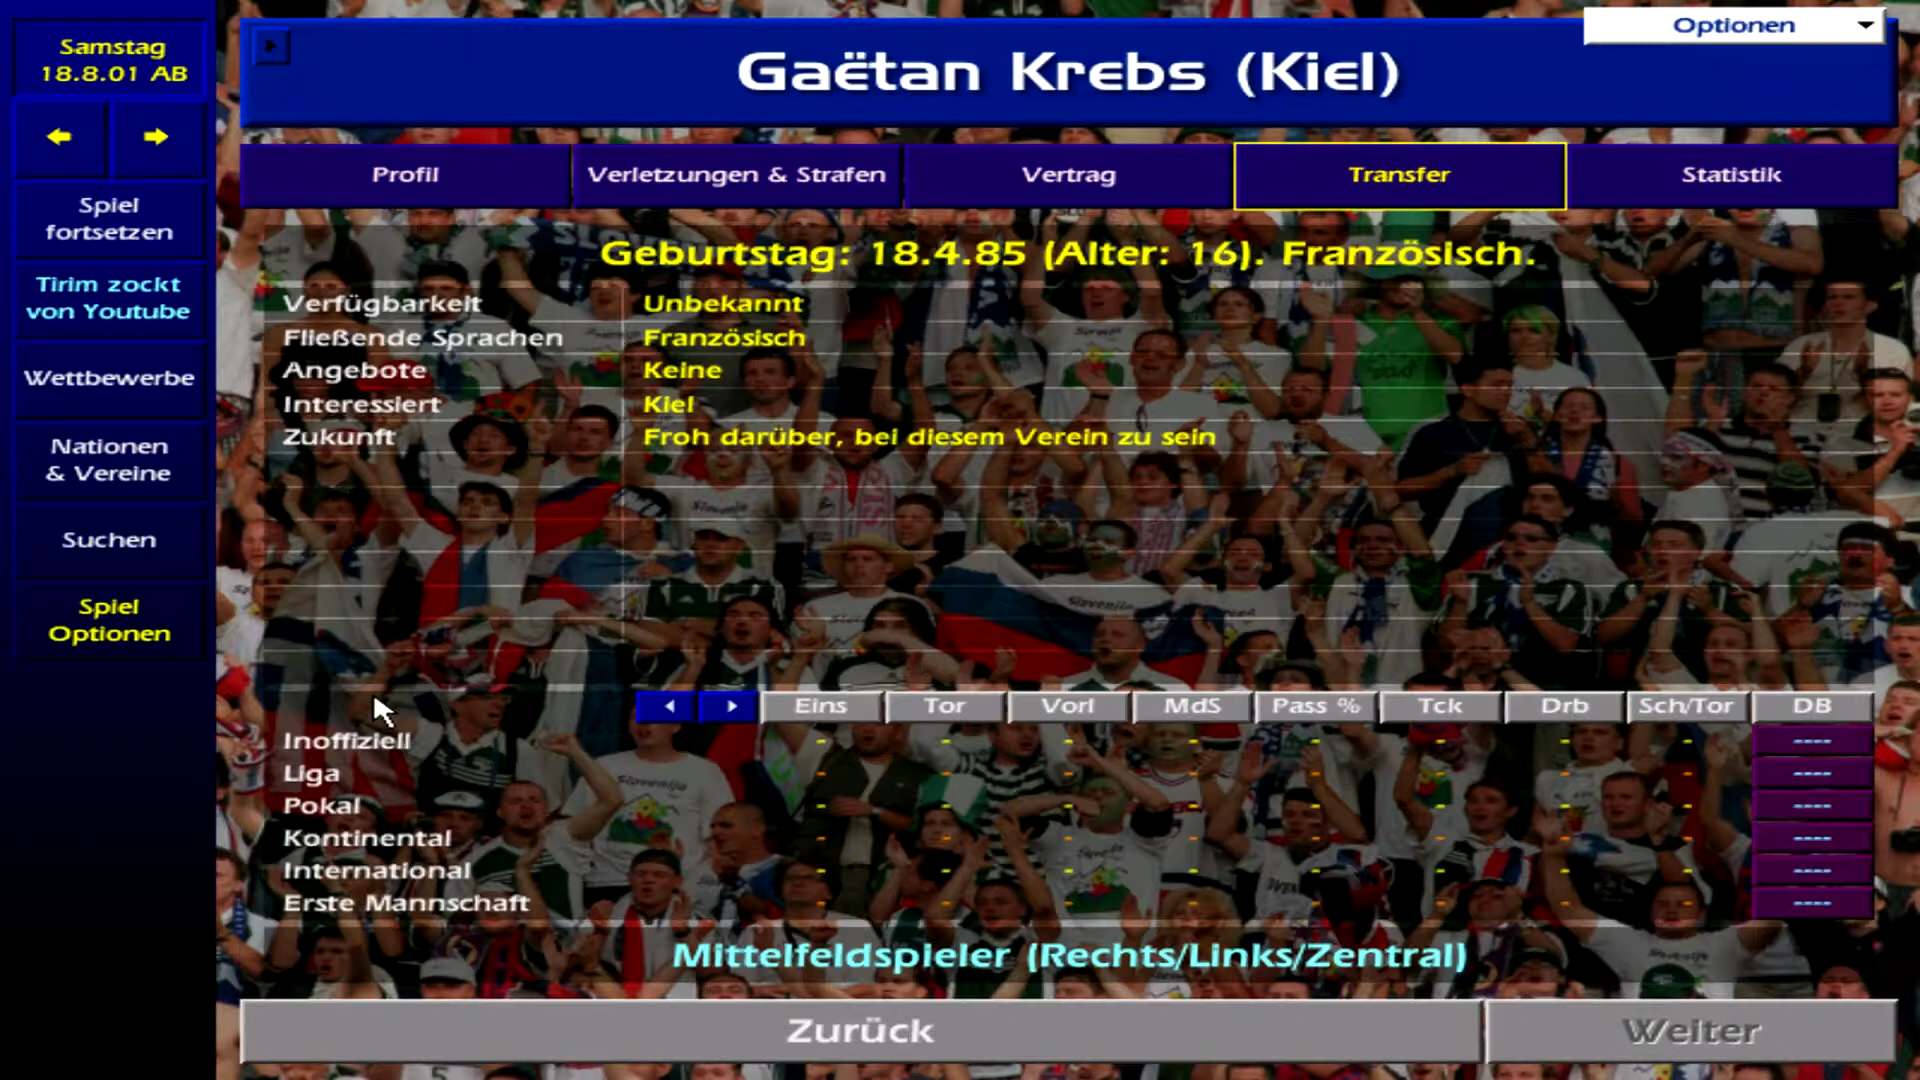 Samstag
18.8.01 AB
Spiel
fortsetzen
Tirim zockt
von Youtube
Wettbewerbe
Nationen
& Vereine
Suchen
Spiel
Optionen
Optionen
Gaëtan Krebs (Kiel)
Profil
Verletzungen & Strafen
Vertrag
Transfer
Statistik
Geburtstag: 18.4.85 (Alter: 16). Französisch.
Verfügbarkeit Unbekannt
Fließende Sprachen Französisch
Angebote Keine
Interessiert Kiel
Zukunft Froh darüber, bei diesem Verein zu sein
Eins Tor Vorl MdS Pass % Tck Drb Sch/Tor DB
Inoffiziell - - - - - - - - ----
Liga - - - - - - - - ----
Pokal - - - - - - - - ----
Kontinental - - - - - - - - ----
International - - - - - - - - ----
Erste Mannschaft - - - - - - - - ----
Mittelfeldspieler (Rechts/Links/Zentral)
Zurück
Weiter